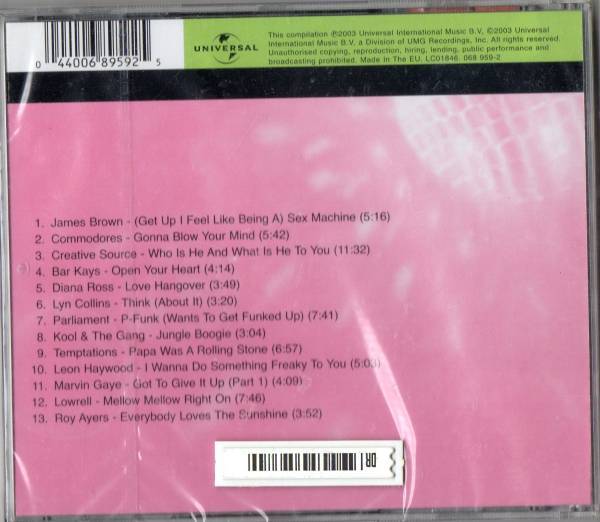 This compilation ℗2003 Universal International Music B.V. ©2003 Universal
International Music B.V. a Division of UMG Recordings, Inc. All rights reserved.
Unauthorised copying, reproduction, hiring, lending, public performance and
broadcasting prohibited. Made In The EU. LC01846. 068 959-2
UNIVERSAL
0 44006 89592 5
1. James Brown - (Get Up I Feel Like Being A) Sex Machine (5:16)
2. Commodores - Gonna Blow Your Mind (5:42)
3. Creative Source - Who Is He And What Is He To You (11:32)
4. Bar Kays - Open Your Heart (4:14)
5. Diana Ross - Love Hangover (3:49)
6. Lyn Collins - Think (About It) (3:20)
7. Parliament - P-Funk (Wants To Get Funked Up) (7:41)
8. Kool & The Gang - Jungle Boogie (3:04)
9. Temptations - Papa Was A Rolling Stone (6:57)
10. Leon Haywood - I Wanna Do Something Freaky To You (5:03)
11. Marvin Gaye - Got To Give It Up (Part 1) (4:09)
12. Lowrell - Mellow Mellow Right On (7:46)
13. Roy Ayers - Everybody Loves The Sunshine (3:52)